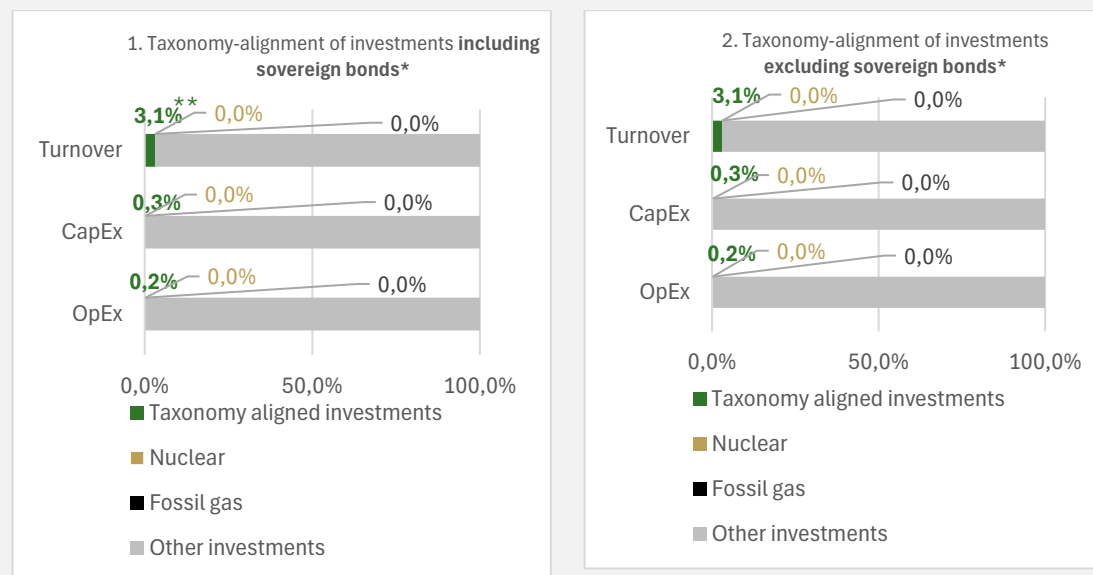 1. Taxonomy-alignment of investments including
sovereign bonds*
3,1%** 0,0% 0,0%
Turnover
0,3% 0,0% 0,0%
CapEx
0,2% 0,0% 0,0%
OpEx
0,0% 50,0% 100,0%
Taxonomy aligned investments
Nuclear
Fossil gas
Other investments
2. Taxonomy-alignment of investments
excluding sovereign bonds*
3,1% 0,0% 0,0%
Turnover
0,3% 0,0% 0,0%
CapEx
0,2% 0,0% 0,0%
OpEx
0,0% 50,0% 100,0%
Taxonomy aligned investments
Nuclear
Fossil gas
Other investments